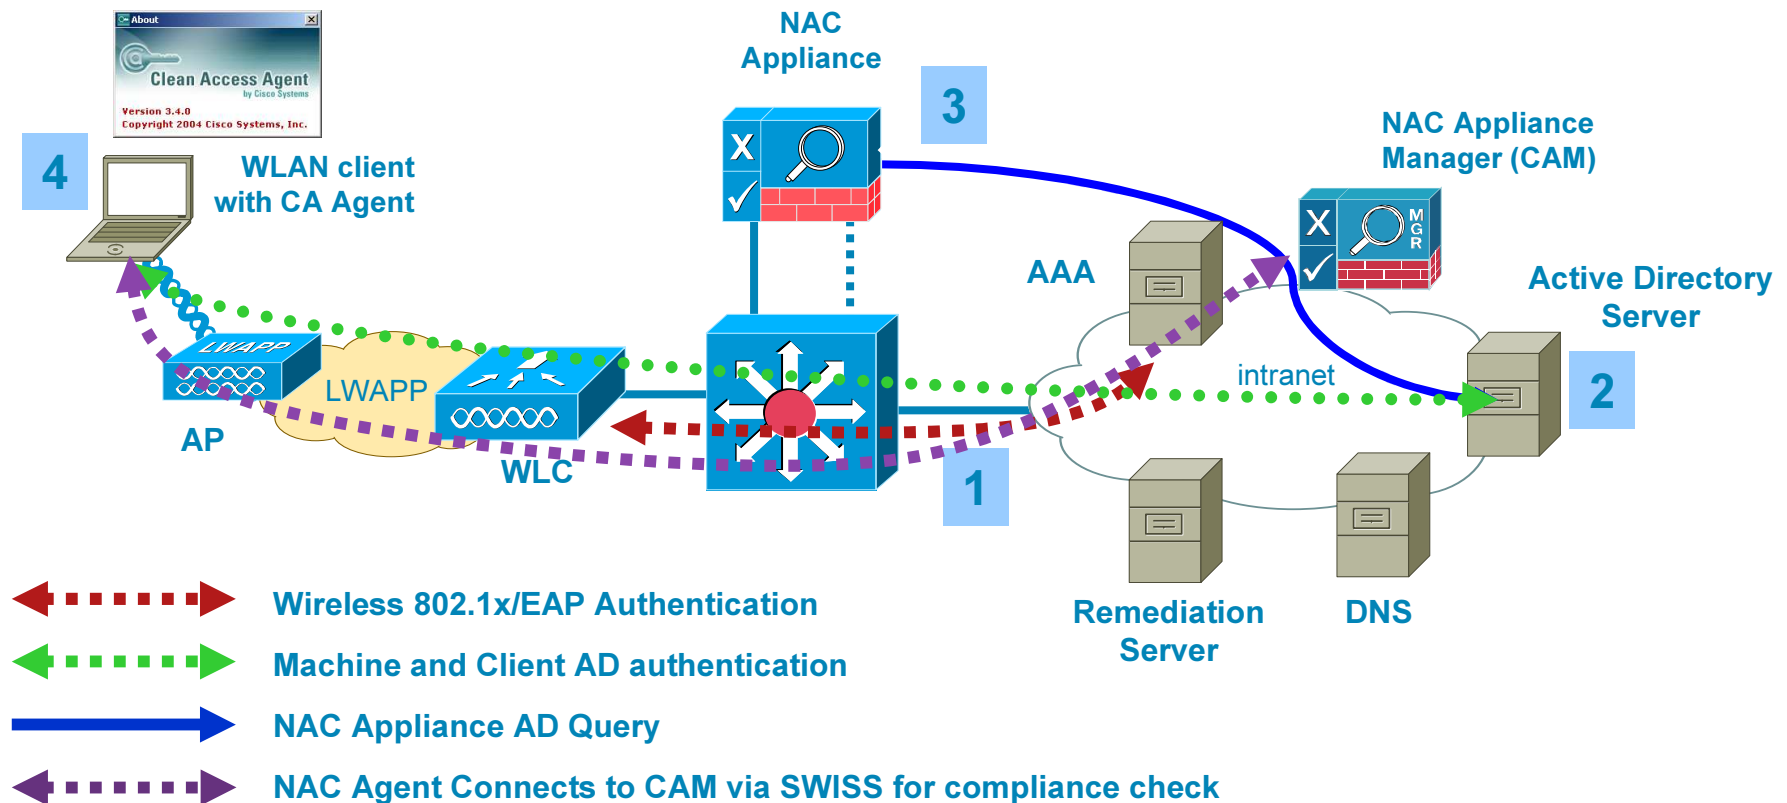 About
Clean Access Agent
by Cisco Systems
Version 3.4.0
Copyright 2004 Cisco Systems, Inc.
4
WLAN client
with CA Agent
NAC
Appliance
3
X
NAC Appliance
Manager (CAM)
X
MGR
AAA
Active Directory
Server
2
intranet
LWAPP
AP
LWAPP
WLC
1
Remediation
Server
DNS
Wireless 802.1x/EAP Authentication
Machine and Client AD authentication
NAC Appliance AD Query
NAC Agent Connects to CAM via SWISS for compliance check